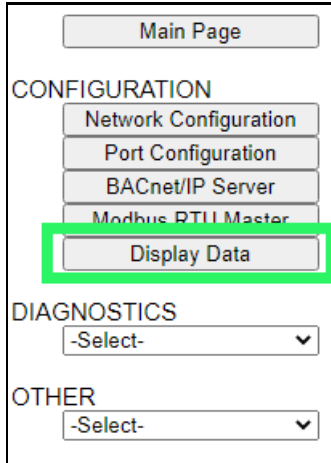 Main Page
CONFIGURATION
Network Configuration
Port Configuration
BACnet/IP Server
Modbus RTU Master
Display Data
DIAGNOSTICS
-Select-
OTHER
-Select-